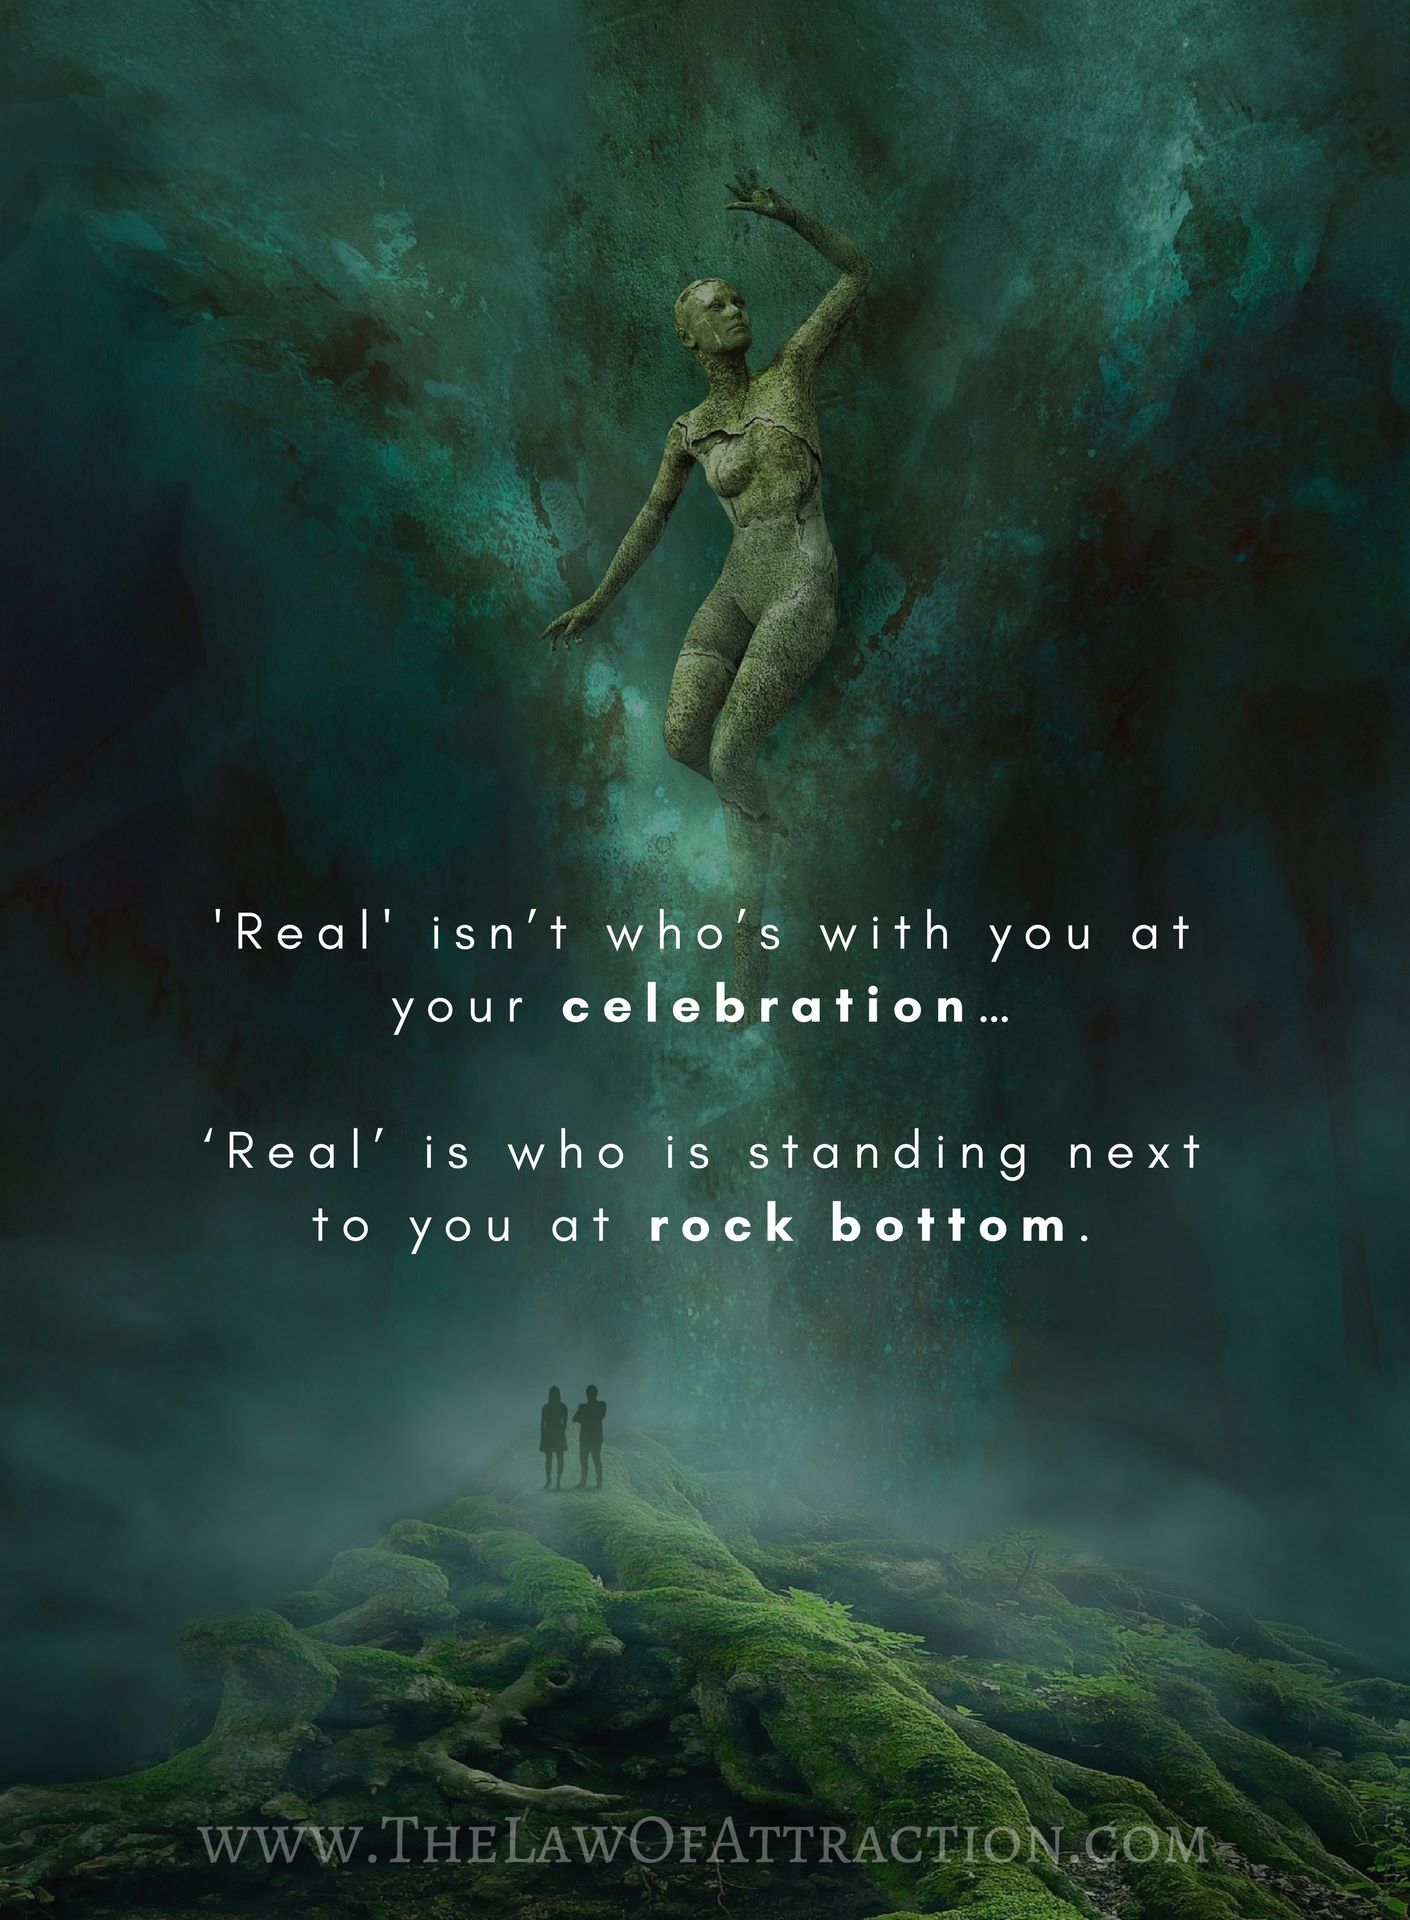 'Real' isn’t who’s with you at
your celebration…
‘Real’ is who is standing next
to you at rock bottom.
www.TheLawOfAttraction.com